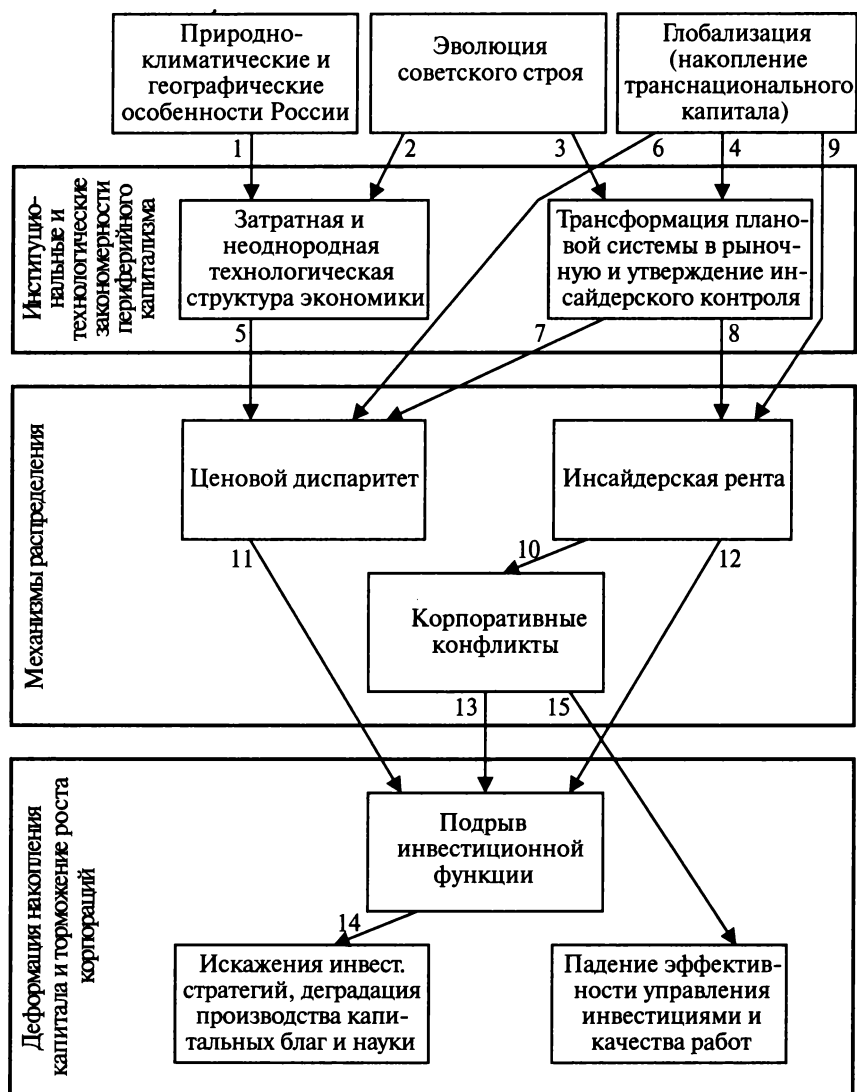 Природно-
климатические и
географические
особенности России
Эволюция
советского строя
Глобализация
(накопление
транснационального
капитала)
1
2
3
6
4
9
Институцио-
нальные и
технологические
закономерности
периферийного
капитализма
Затратная и
неоднородная
технологическая
структура экономики
Трансформация плано-
вой системы в рыноч-
ную и утверждение ин-
сайдерского контроля
5
7
8
Механизмы распределения
Ценовой диспаритет
Инсайдерская рента
11
10
12
Корпоративные
конфликты
13
15
Деформация накопления
капитала и торможение роста
корпораций
Подрыв
инвестиционной
функции
14
Искажения инвест.
стратегий, деградация
производства капи-
тальных благ и науки
Падение эффектив-
ности управления
инвестициями и
качества работ